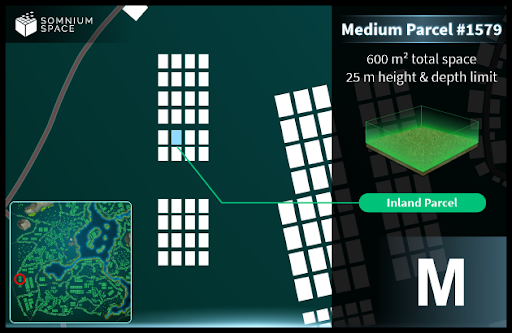 SOMNIUM
SPACE
Medium Parcel #1579
600 m² total space
25 m height & depth limit
Inland Parcel
M